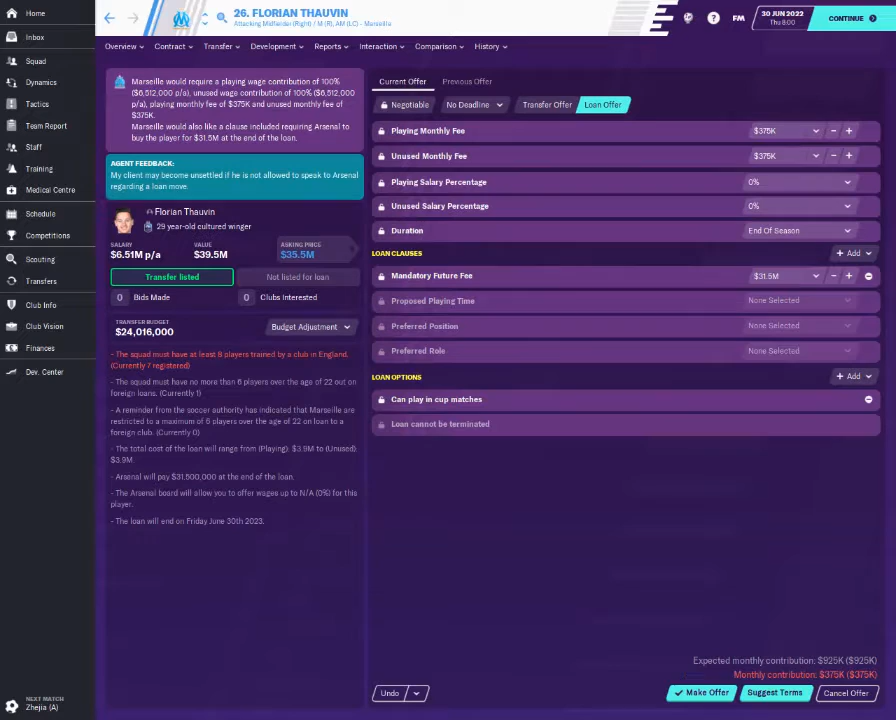 26. FLORIAN THAUVIN
Attacking Midfielder (Right) / M (R), AM (LC) - Marseille
FM
30 JUN 2022
Thu 8:00
CONTINUE
Home
Inbox
Squad
Dynamics
Tactics
Team Report
Staff
Training
Medical Centre
Schedule
Competitions
Scouting
Transfers
Club Info
Club Vision
Finances
Dev. Center
NEXT MATCH
Zhejia (A)
Overview
Contract
Transfer
Development
Reports
Interaction
Comparison
History
Marseille would require a playing wage contribution of 100%
($6,512,000 p/a), unused wage contribution of 100% ($6,512,000
p/a), playing monthly fee of $375K and unused monthly fee of
$375K.
Marseille would also like a clause included requiring Arsenal to
buy the player for $31.5M at the end of the loan.
AGENT FEEDBACK:
My client may become unsettled if he is not allowed to speak to Arsenal
regarding a loan move.
Florian Thauvin
29 year-old cultured winger
SALARY
$6.51M p/a
VALUE
$39.5M
ASKING PRICE
$35.5M
Transfer listed
Not listed for loan
0 Bids Made
0 Clubs Interested
TRANSFER BUDGET
$24,016,000
Budget Adjustment
- The squad must have at least 8 players trained by a club in England.
(Currently 7 registered)
- The squad must have no more than 6 players over the age of 22 out on
foreign loans. (Currently 1)
- A reminder from the soccer authority has indicated that Marseille are
restricted to a maximum of 6 players over the age of 22 on loan to a
foreign club. (Currently 0)
- The total cost of the loan will range from (Playing): $3.9M to (Unused):
$3.9M
- Arsenal will pay $31,500,000 at the end of the loan.
- The Arsenal board will allow you to offer wages up to N/A (0%) for this
player.
- The loan will end on Friday June 30th 2023.
Current Offer
Previous Offer
Negotiable
No Deadline
Transfer Offer
Loan Offer
Playing Monthly Fee
$375K
Unused Monthly Fee
$375K
Playing Salary Percentage
0%
Unused Salary Percentage
0%
Duration
End Of Season
LOAN CLAUSES
+ Add
Mandatory Future Fee
$31.5M
Proposed Playing Time
None Selected
Preferred Position
None Selected
Preferred Role
None Selected
LOAN OPTIONS
+ Add
Can play in cup matches
Loan cannot be terminated
Expected monthly contribution: $925K ($925K)
Monthly contribution: $375K ($375K)
Undo
Make Offer
Suggest Terms
Cancel Offer